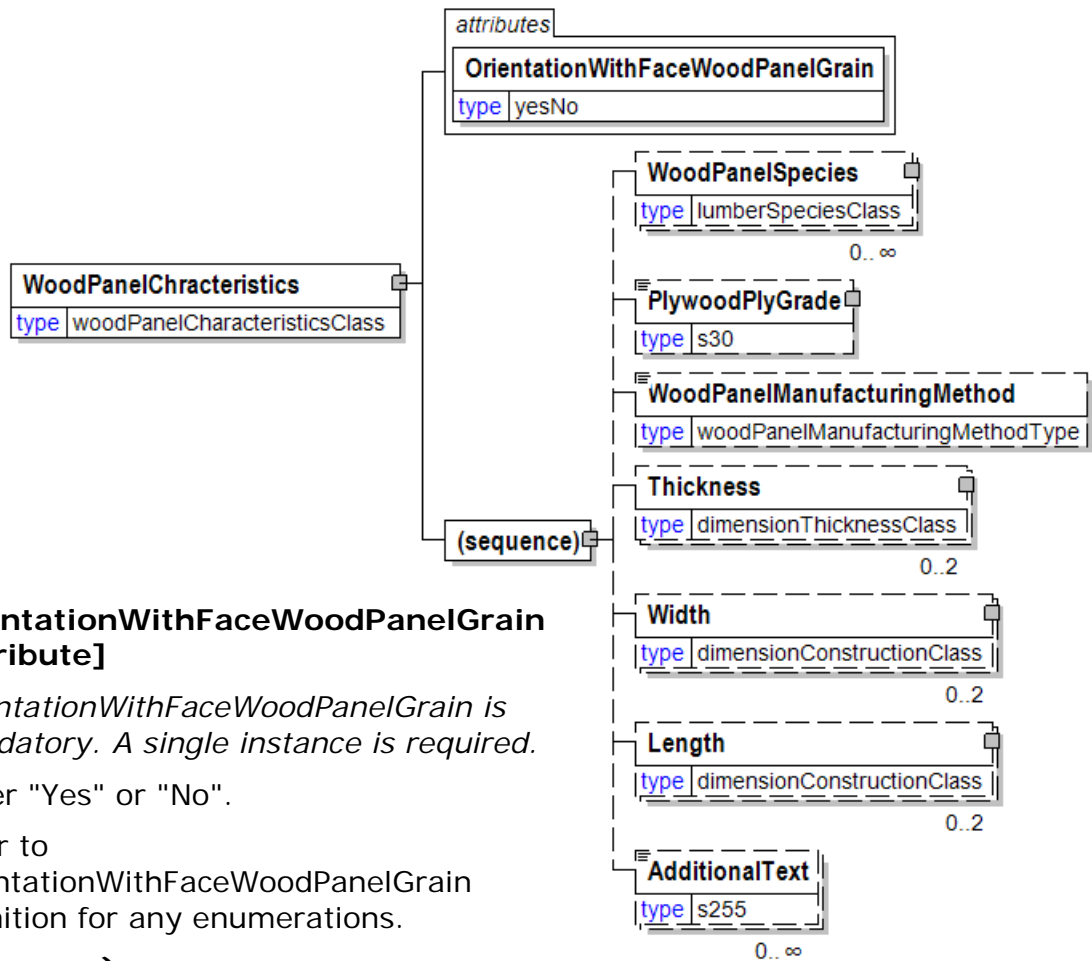 attributes
OrientationWithFaceWoodPanelGrain
type yesNo
WoodPanelSpecies
type lumberSpeciesClass
0.. ∞
WoodPanelChracteristics
type woodPanelCharacteristicsClass
PlywoodPlyGrade
type s30
WoodPanelManufacturingMethod
type woodPanelManufacturingMethodType
Thickness
type dimensionThicknessClass
0..2
(sequence)
Width
type dimensionConstructionClass
0..2
Length
type dimensionConstructionClass
0..2
AdditionalText
type s255
0.. ∞
ntationWithFaceWoodPanelGrain
ribute]
ntationWithFaceWoodPanelGrain is
datory. A single instance is required.
er "Yes" or "No".
r to
ntationWithFaceWoodPanelGrain
nition for any enumerations.